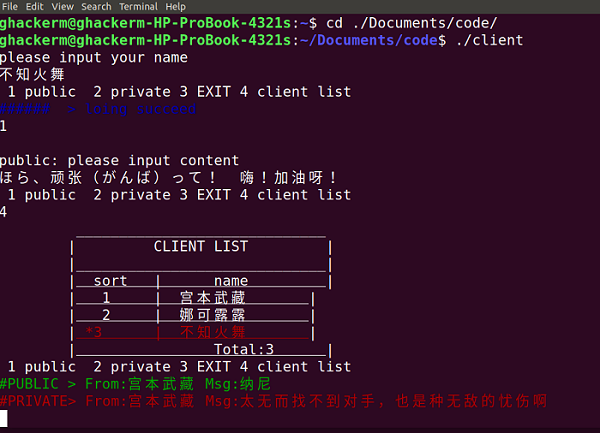 File Edit View Search Terminal Help
ghackerm@ghackerm-HP-ProBook-4321s:~$ cd ./Documents/code/
ghackerm@ghackerm-HP-ProBook-4321s:~/Documents/code$ ./client
please input your name
不知火舞
1 public 2 private 3 EXIT 4 client list
###### > loing succeed
1
public: please input content
ほら、顽张（がんば）って！ 嗨！加油呀！
1 public 2 private 3 EXIT 4 client list
4
CLIENT LIST
sort | name
1 | 宫本武藏
2 | 娜可露露
*3 | 不知火舞
Total:3
1 public 2 private 3 EXIT 4 client list
#PUBLIC > From:宫本武藏 Msg:纳尼
#PRIVATE> From:宫本武藏 Msg:太无而找不到对手，也是种无敌的忧伤啊